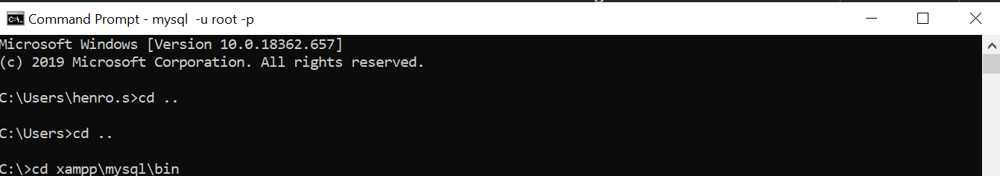 Command Prompt - mysql  -u root -p
Microsoft Windows [Version 10.0.18362.657]
(c) 2019 Microsoft Corporation. All rights reserved.
C:\Users\henro.s>cd ..
C:\Users>cd ..
C:\>cd xampp\mysql\bin